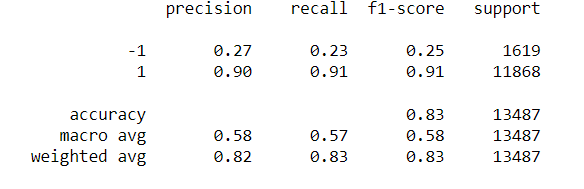 precision recall f1-score support
-1 0.27 0.23 0.25 1619
1 0.90 0.91 0.91 11868
accuracy 0.83 13487
macro avg 0.58 0.57 0.58 13487
weighted avg 0.82 0.83 0.83 13487